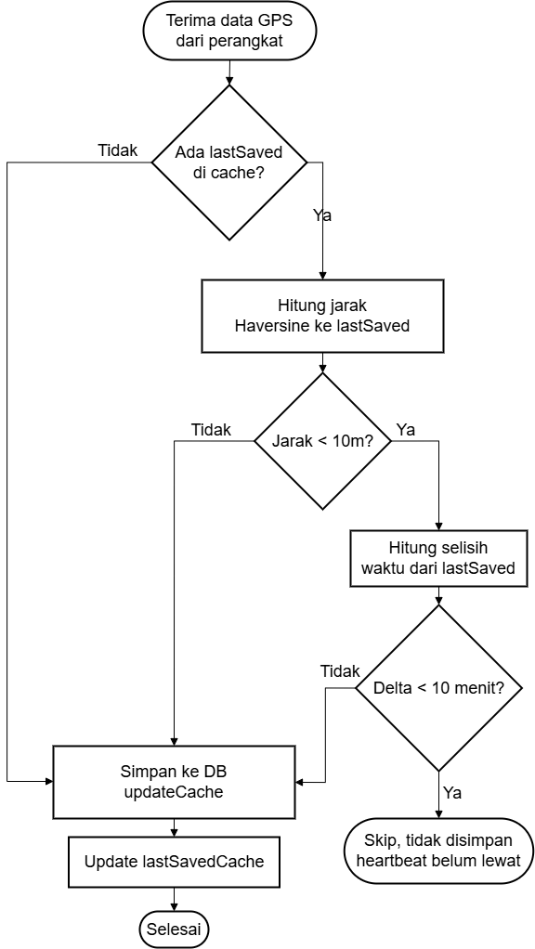 Terima data GPS
dari perangkat
Tidak
Ada lastSaved
di cache?
Ya
Hitung jarak
Haversine ke lastSaved
Tidak
Jarak < 10m?
Ya
Hitung selisih
waktu dari lastSaved
Tidak
Delta < 10 menit?
Simpan ke DB
updateCache
Ya
Skip, tidak disimpan
heartbeat belum lewat
Update lastSavedCache
Selesai